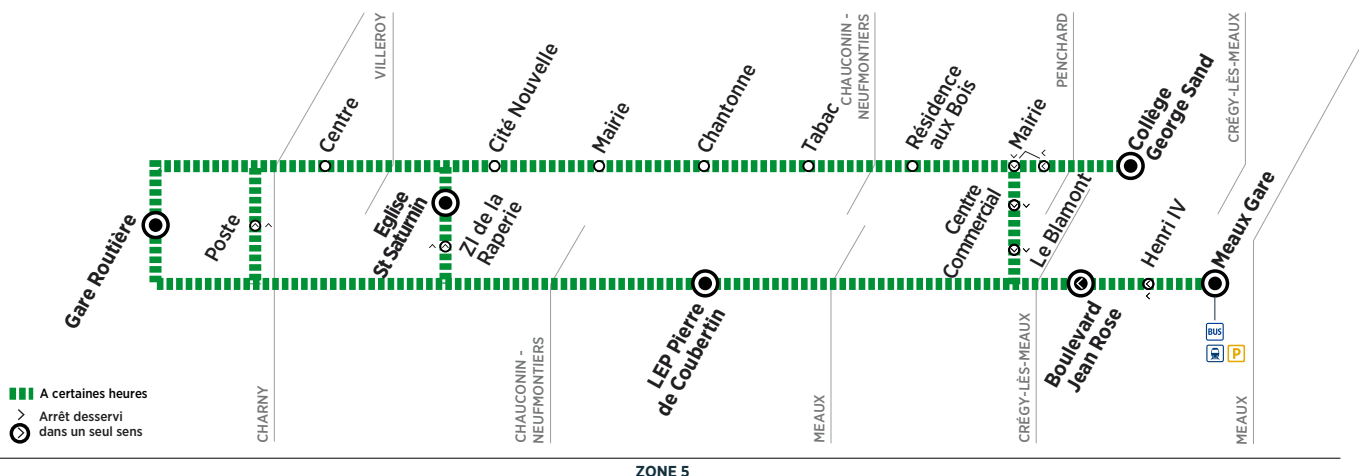 VILLEROY
CHAUCONIN -
NEUFMONTIERS
PENCHARD
CRÉGY-LÈS-MEAUX
Centre
Cité Nouvelle
Mairie
Chantonne
Tabac
Résidence
aux Bois
Mairie
Collège
George Sand
Gare Routière
Poste
Eglise
St Saturnin
ZI de la
Raperie
Centre
Commercial
Le Blamont
Henri IV
Meaux Gare
LEP Pierre
de Coubertin
Boulevard
Jean Rose
BUS
P
A certaines heures
Arrêt desservi
dans un seul sens
CHARNY
CHAUCONIN -
NEUFMONTIERS
MEAUX
CRÉGY-LÈS-MEAUX
MEAUX
ZONE 5